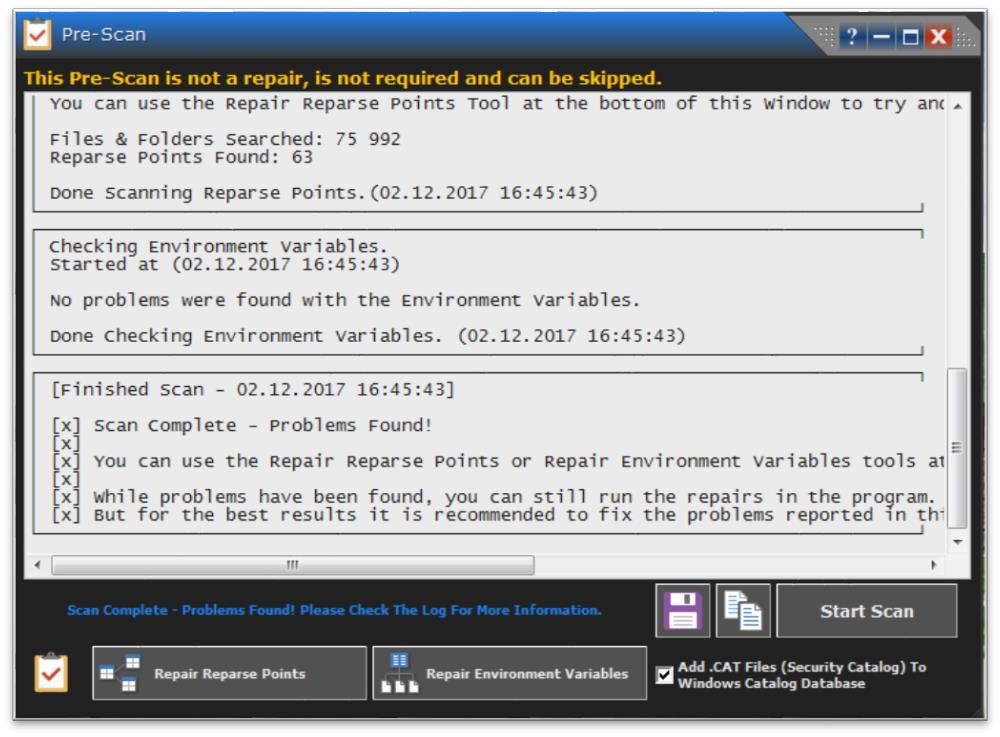 Pre-Scan
?
This Pre-Scan is not a repair, is not required and can be skipped.
You can use the Repair Reparse Points Tool at the bottom of this Window to try and
Files & Folders Searched: 75 992
Reparse Points Found: 63
Done Scanning Reparse Points.(02.12.2017 16:45:43)
Checking Environment Variables.
Started at (02.12.2017 16:45:43)
No problems were found with the Environment Variables.
Done Checking Environment Variables. (02.12.2017 16:45:43)
[Finished Scan - 02.12.2017 16:45:43]
[x] Scan Complete - Problems Found!
[x]
[x] You can use the Repair Reparse Points or Repair Environment Variables tools at
[x]
[x] While problems have been found, you can still run the repairs in the program.
[x] But for the best results it is recommended to fix the problems reported in thi
Scan Complete - Problems Found! Please Check The Log For More Information.
Start Scan
Repair Reparse Points
Repair Environment Variables
Add .CAT Files (Security Catalog) To
Windows Catalog Database